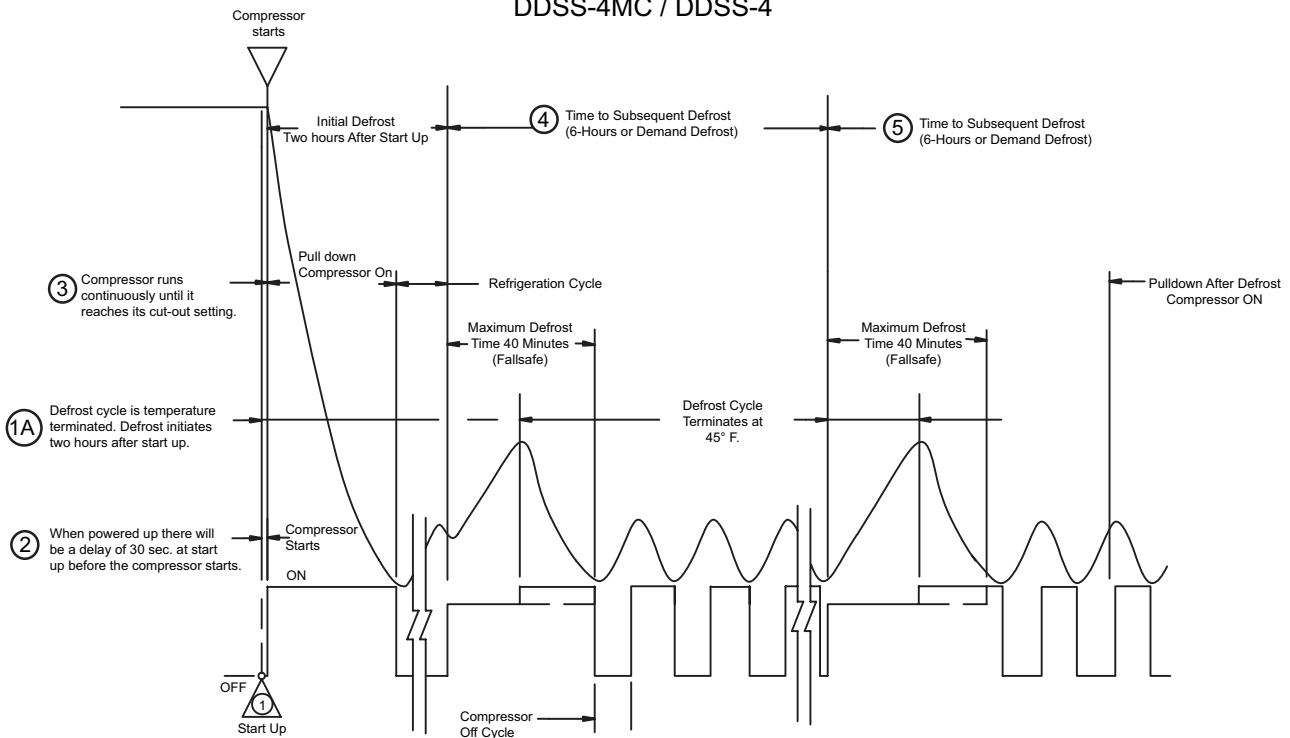 DDSS-4MC / DDSS-4
Compressor
starts
Initial Defrost
Two hours After Start Up
4
Time to Subsequent Defrost
(6-Hours or Demand Defrost)
5
Time to Subsequent Defrost
(6-Hours or Demand Defrost)
3
Compressor runs
continuously until it
reaches its cut-out setting.
Pull down
Compressor On
Refrigeration Cycle
Pulldown After Defrost
Compressor ON
Maximum Defrost
Time 40 Minutes
(Fallsafe)
Maximum Defrost
Time 40 Minutes
(Fallsafe)
1A
Defrost cycle is temperature
terminated. Defrost initiates
two hours after start up.
Defrost Cycle
Terminates at
45° F.
2
When powered up there will
be a delay of 30 sec. at start
up before the compressor starts.
Compressor
Starts
ON
OFF
1
Start Up
Compressor
Off Cycle